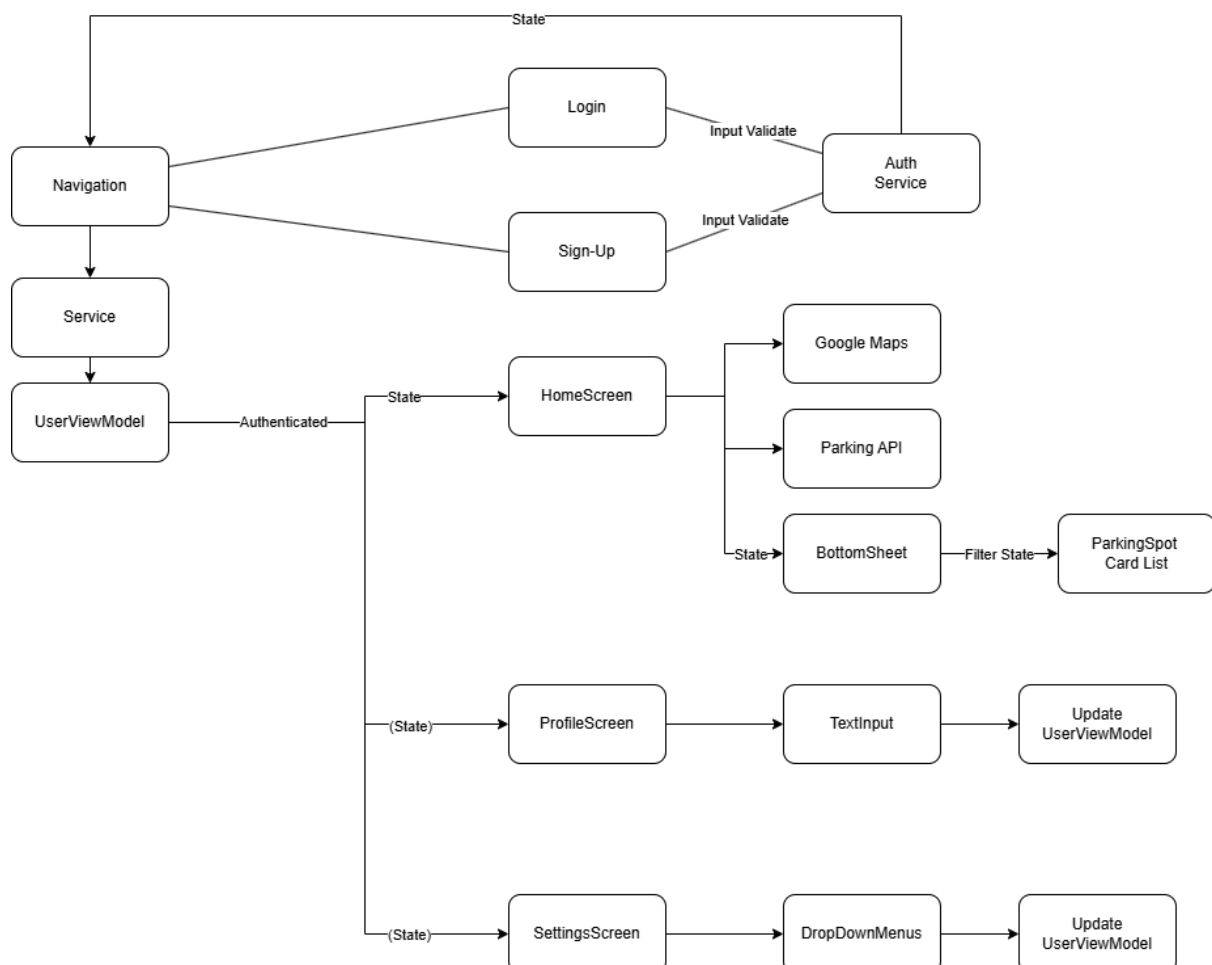 State
Login
Input Validate
Auth
Service
Navigation
Input Validate
Sign-Up
Service
Google Maps
UserViewModel
Authenticated
State
HomeScreen
Parking API
State
BottomSheet
Filter State
ParkingSpot
Card List
(State)
ProfileScreen
TextInput
Update
UserViewModel
(State)
SettingsScreen
DropDownMenus
Update
UserViewModel